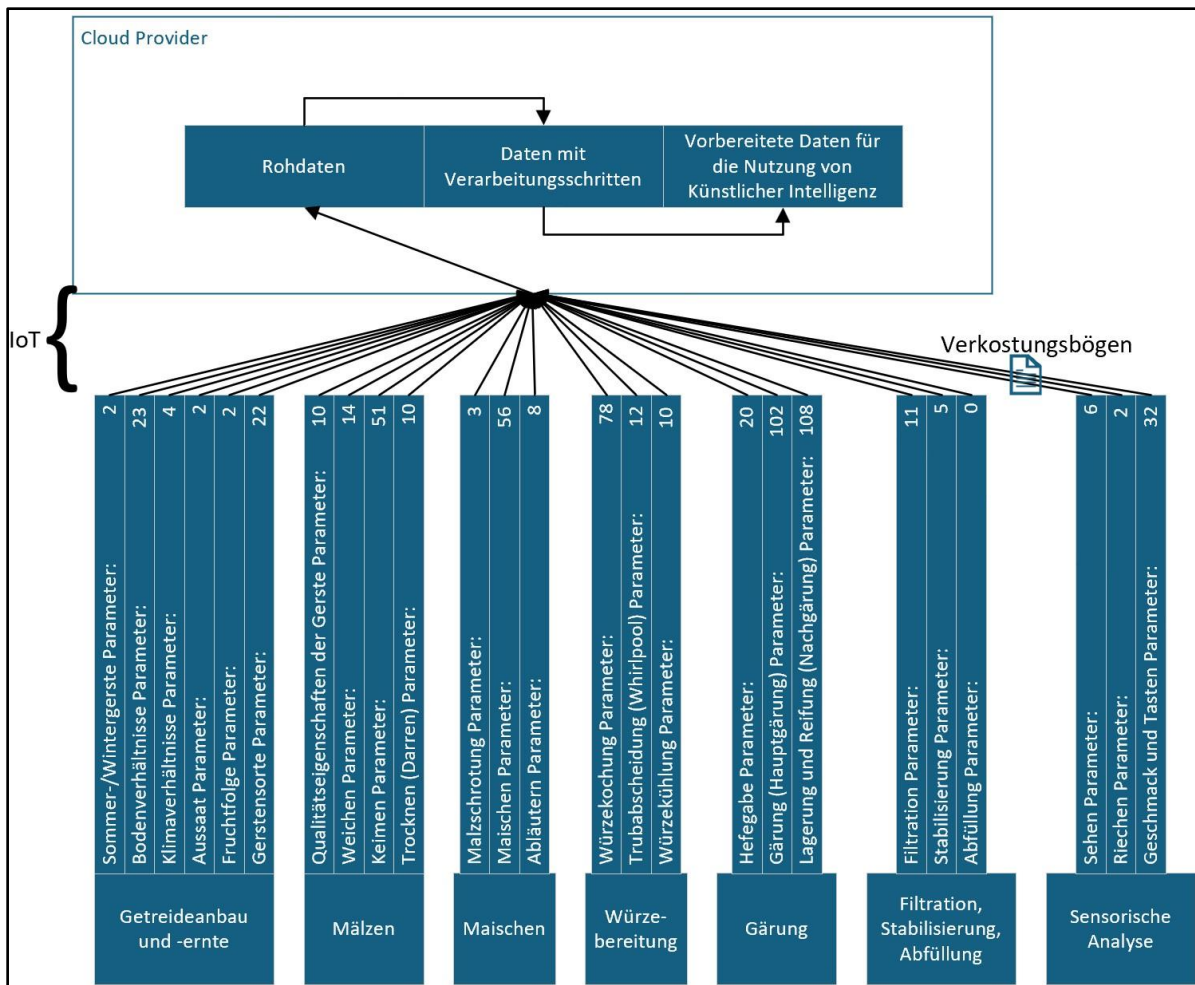 Cloud Provider
Rohdaten
Daten mit
Verarbeitungsschritten
Vorbereitete Daten für
die Nutzung von
Künstlicher Intelligenz
IoT
Verkostungsbögen
Sommer-/Wintergerste Parameter: 2
Bodenverhältnisse Parameter: 23
Klimaverhältnisse Parameter: 4
Aussaat Parameter: 2
Fruchtfolge Parameter: 2
Gerstensorte Parameter: 22
Getreideanbau
und -ernte
Qualitätseigenschaften der Gerste Parameter: 10
Weichen Parameter: 14
Keimen Parameter: 51
Trocknen (Darren) Parameter: 10
Mälzen
Malzschrotung Parameter: 3
Maischen Parameter: 56
Abläutern Parameter: 8
Maischen
Würzekochung Parameter: 78
Trubabscheidung (Whirlpool) Parameter: 12
Würzekühlung Parameter: 10
Würze-
bereitung
Hefegabe Parameter: 20
Gärung (Hauptgärung) Parameter: 102
Lagerung und Reifung (Nachgärung) Parameter: 108
Gärung
Filtration Parameter: 11
Stabilisierung Parameter: 5
Abfüllung Parameter: 0
Filtration,
Stabilisierung,
Abfüllung
Sehen Parameter: 6
Riechen Parameter: 2
Geschmack und Tasten Parameter: 32
Sensorische
Analyse